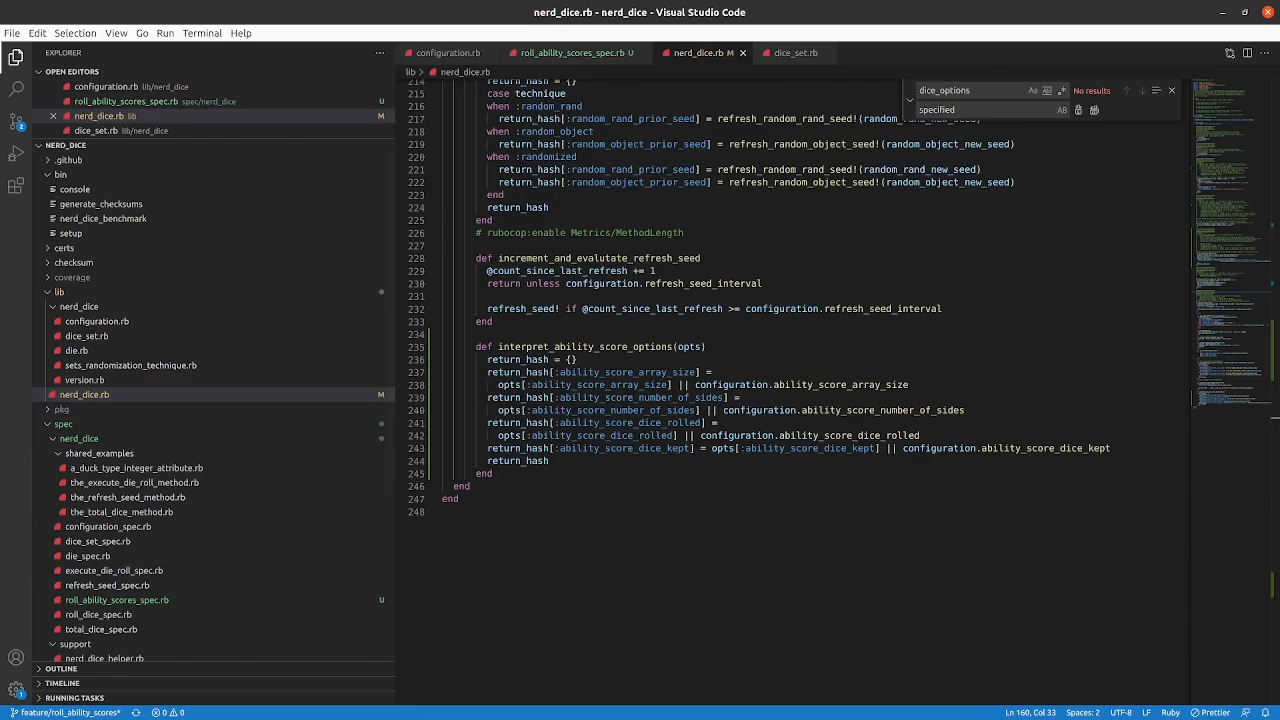 nerd_dice.rb - nerd_dice - Visual Studio Code
File Edit Selection View Go Run Terminal Help
EXPLORER
OPEN EDITORS
configuration.rb lib/nerd_dice
roll_ability_scores_spec.rb spec/nerd_dice U
nerd_dice.rb lib M
dice_set.rb lib/nerd_dice
NERD_DICE
.github
bin
console
generate_checksums
nerd_dice_benchmark
setup
certs
checksum
coverage
lib
nerd_dice
configuration.rb
dice_set.rb
die.rb
sets_randomization_technique.rb
version.rb
nerd_dice.rb M
pkg
spec
nerd_dice
shared_examples
a_duck_type_integer_attribute.rb
the_execute_die_roll_method.rb
the_refresh_seed_method.rb
the_total_dice_method.rb
configuration_spec.rb
dice_set_spec.rb
die_spec.rb
execute_die_roll_spec.rb
refresh_seed_spec.rb
roll_ability_scores_spec.rb U
roll_dice_spec.rb
total_dice_spec.rb
support
nerd_dice_helper.rb
OUTLINE
TIMELINE
RUNNING TASKS
configuration.rb roll_ability_scores_spec.rb U nerd_dice.rb M dice_set.rb
lib > nerd_dice.rb
dice_options Aa No results
specified AB
214 return_hash = {}
215 case technique
216 when :random_rand
217 return_hash[:random_rand_prior_seed] = refresh_random_rand_seed!(random_rand_new_seed)
218 when :random_object
219 return_hash[:random_object_prior_seed] = refresh_random_object_seed!(random_object_new_seed)
220 when :randomized
221 return_hash[:random_rand_prior_seed] = refresh_random_rand_seed!(random_rand_new_seed)
222 return_hash[:random_object_prior_seed] = refresh_random_object_seed!(random_object_new_seed)
223 end
224 return_hash
225 end
226 # rubocop:enable Metrics/MethodLength
227
228 def increment_and_evaluate_refresh_seed
229 @count_since_last_refresh += 1
230 return unless configuration.refresh_seed_interval
231
232 refresh_seed! if @count_since_last_refresh >= configuration.refresh_seed_interval
233 end
234
235 def interpret_ability_score_options(opts)
236 return_hash = {}
237 return_hash[:ability_score_array_size] =
238 opts[:ability_score_array_size] || configuration.ability_score_array_size
239 return_hash[:ability_score_number_of_sides] =
240 opts[:ability_score_number_of_sides] || configuration.ability_score_number_of_sides
241 return_hash[:ability_score_dice_rolled] =
242 opts[:ability_score_dice_rolled] || configuration.ability_score_dice_rolled
243 return_hash[:ability_score_dice_kept] = opts[:ability_score_dice_kept] || configuration.ability_score_dice_kept
244 return_hash
245 end
246 end
247 end
248
feature/roll_ability_scores* 0 0 Ln 160, Col 33 Spaces: 2 UTF-8 LF Ruby Prettier